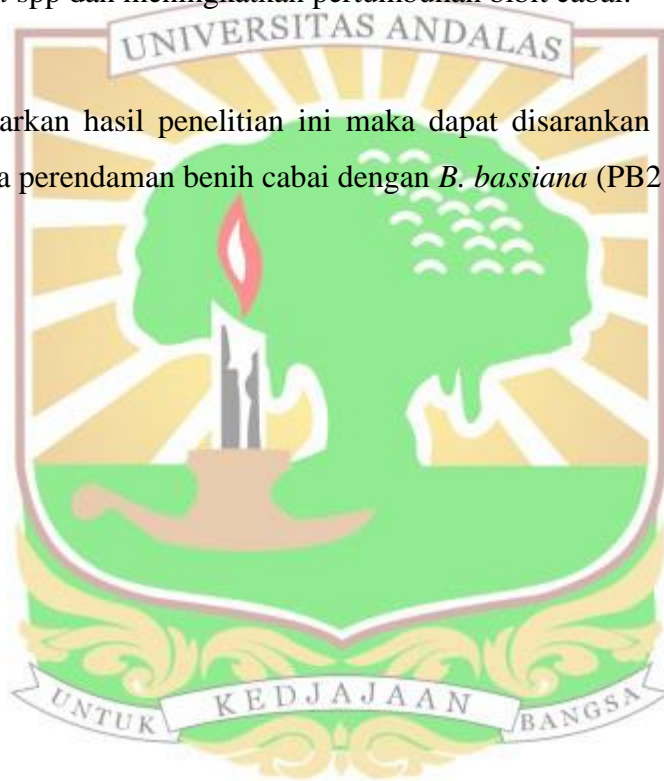 spp dan meningkatkan pertumbuhan bibit cabai.
UNIVERSITAS ANDALAS
arkan hasil penelitian ini maka dapat disarankan
a perendaman benih cabai dengan B. bassiana (PB2
UNTUK KEDJAJAAN BANGSA